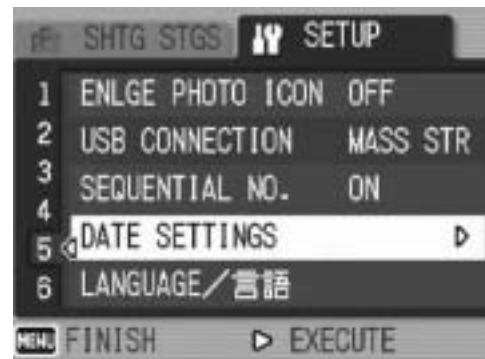 SHTG STGS SETUP
1 ENLGE PHOTO ICON OFF
2 USB CONNECTION MASS STR
3 SEQUENTIAL NO. ON
4
5 DATE SETTINGS
6 LANGUAGE/言語
MENU FINISH EXECUTE